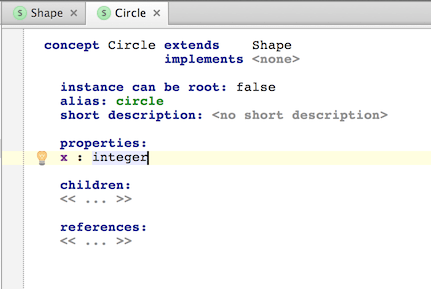 Shape Circle
concept Circle extends Shape
implements <none>
instance can be root: false
alias: circle
short description: <no short description>
properties:
x : integer
children:
<< ... >>
references:
<< ... >>